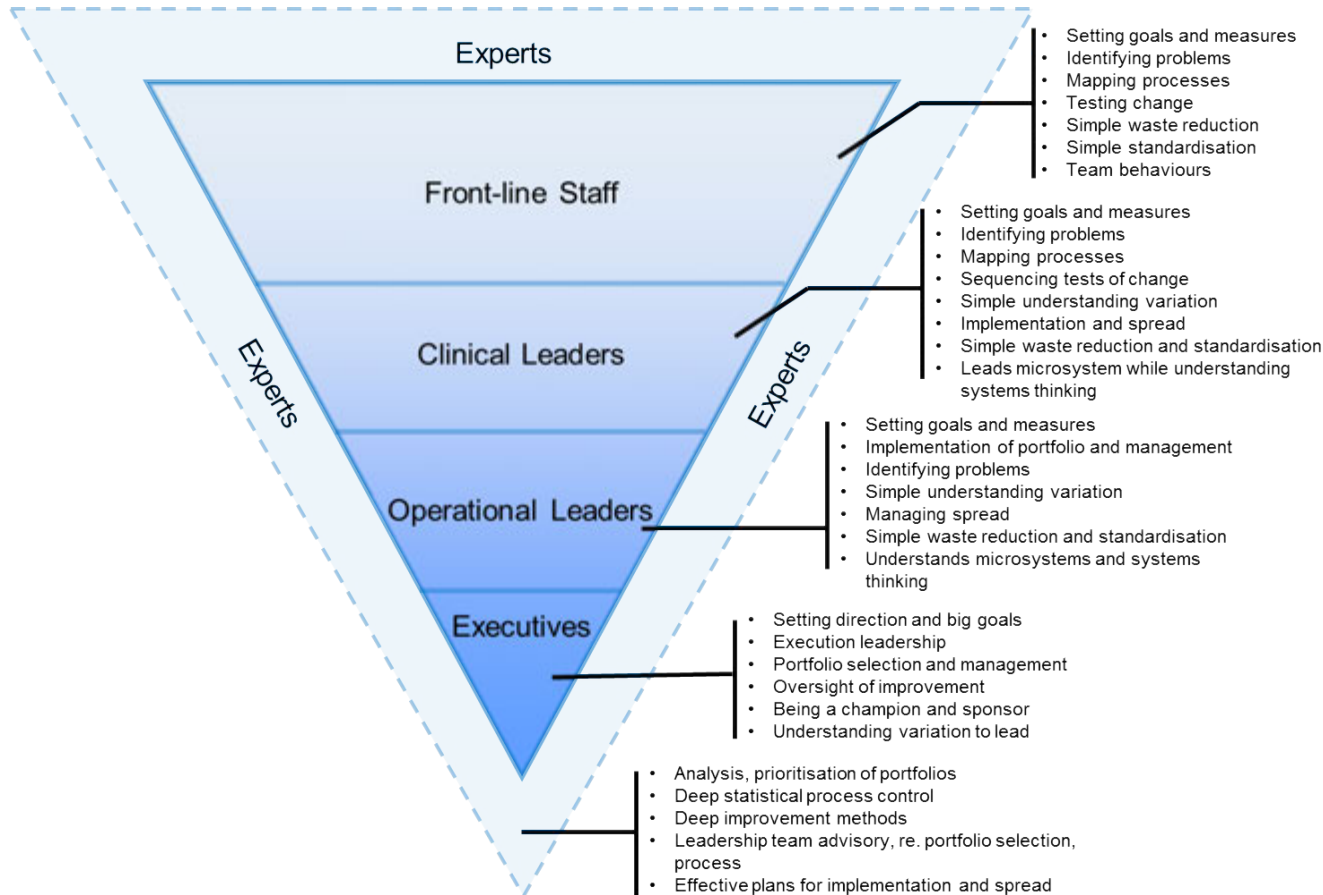 Experts
Front-line Staff
Clinical Leaders
Operational Leaders
Executives
Experts
Experts
• Setting goals and measures
• Identifying problems
• Mapping processes
• Testing change
• Simple waste reduction
• Simple standardisation
• Team behaviours
• Setting goals and measures
• Identifying problems
• Mapping processes
• Sequencing tests of change
• Simple understanding variation
• Implementation and spread
• Simple waste reduction and standardisation
• Leads microsystem while understanding
systems thinking
• Setting goals and measures
• Implementation of portfolio and management
• Identifying problems
• Simple understanding variation
• Managing spread
• Simple waste reduction and standardisation
• Understands microsystems and systems
thinking
• Setting direction and big goals
• Execution leadership
• Portfolio selection and management
• Oversight of improvement
• Being a champion and sponsor
• Understanding variation to lead
• Analysis, prioritisation of portfolios
• Deep statistical process control
• Deep improvement methods
• Leadership team advisory, re. portfolio selection,
process
• Effective plans for implementation and spread